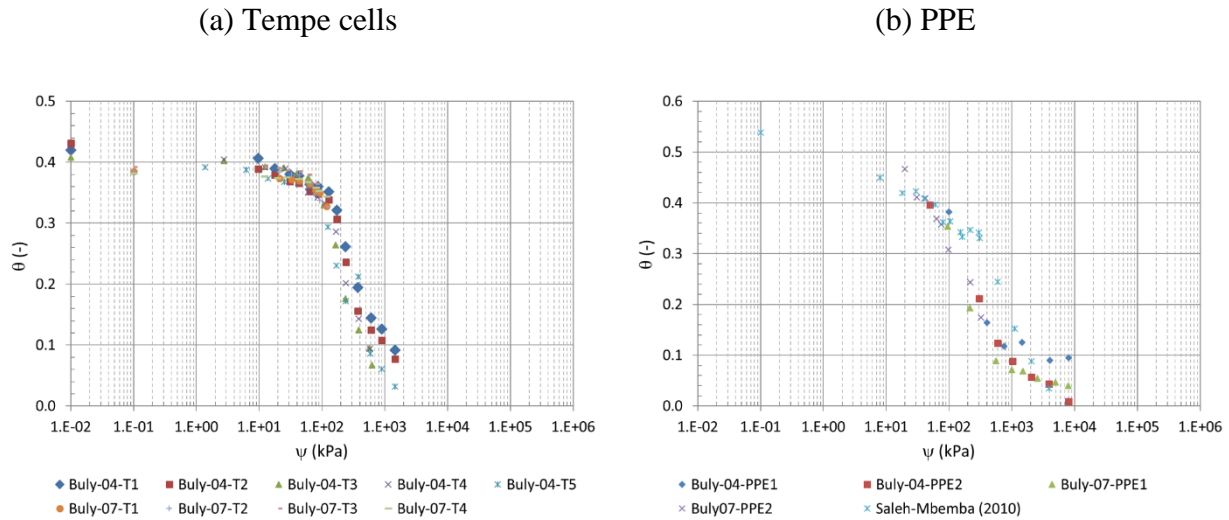 (a) Tempe cells
(b) PPE
0.5
0.4
0.3
0.2
0.1
0.0
θ (-)
1.E-02 1.E-01 1.E+00 1.E+01 1.E+02 1.E+03 1.E+04 1.E+05 1.E+06
ψ (kPa)
Buly-04-T1 Buly-04-T2 Buly-04-T3 Buly-04-T4 Buly-04-T5
Buly-07-T1 Buly-07-T2 Buly-07-T3 Buly-07-T4
0.6
0.5
0.4
0.3
0.2
0.1
0.0
θ (-)
1.E-02 1.E-01 1.E+00 1.E+01 1.E+02 1.E+03 1.E+04 1.E+05 1.E+06
ψ (kPa)
Buly-04-PPE1 Buly-04-PPE2 Buly-07-PPE1
Buly07-PPE2 Saleh-Mbemba (2010)